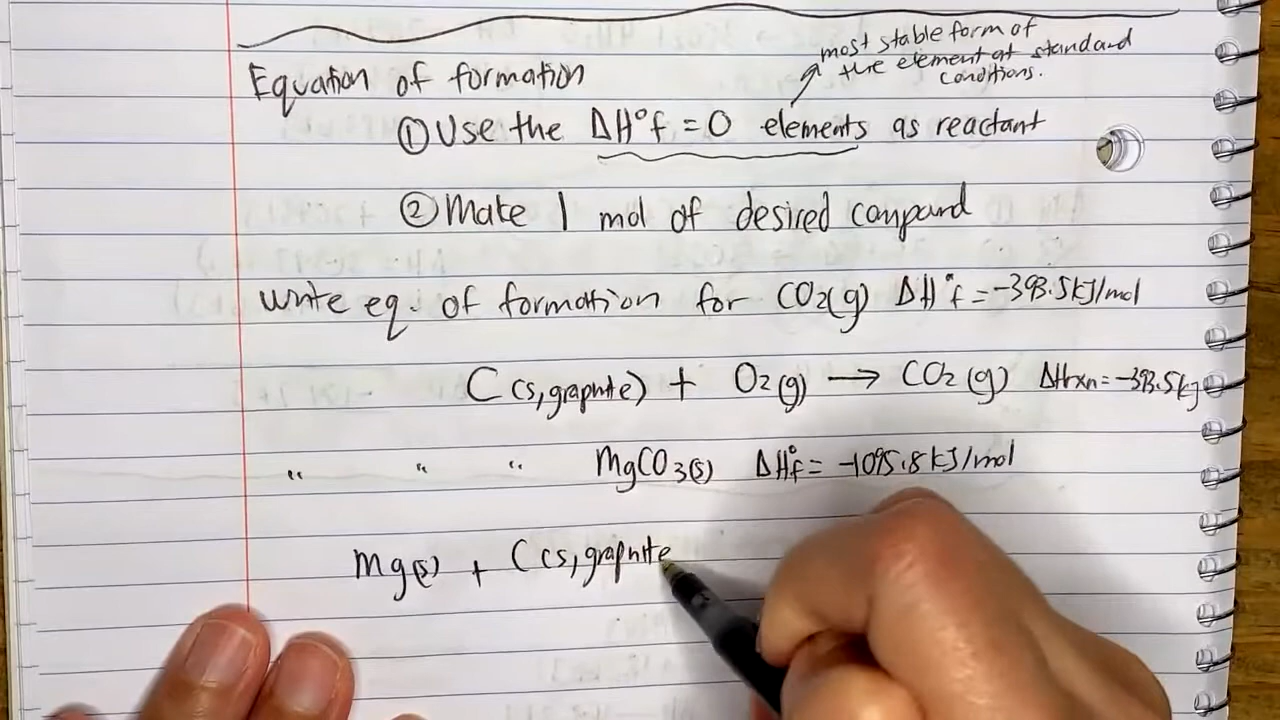 most stable form of
the element at standard
conditions.
Equation of formation
① Use the ΔH°f = 0 elements as reactant
② Make 1 mol of desired compand
write eq. of formation for CO2(g) ΔH°f = -393.5 kJ/mol
C (s, graphite) + O2(g) → CO2(g) ΔHrxn = -393.5 kJ
" " " MgCO3(s) ΔH°f = -1095.8 kJ/mol
Mg(s) + C (s, graphite